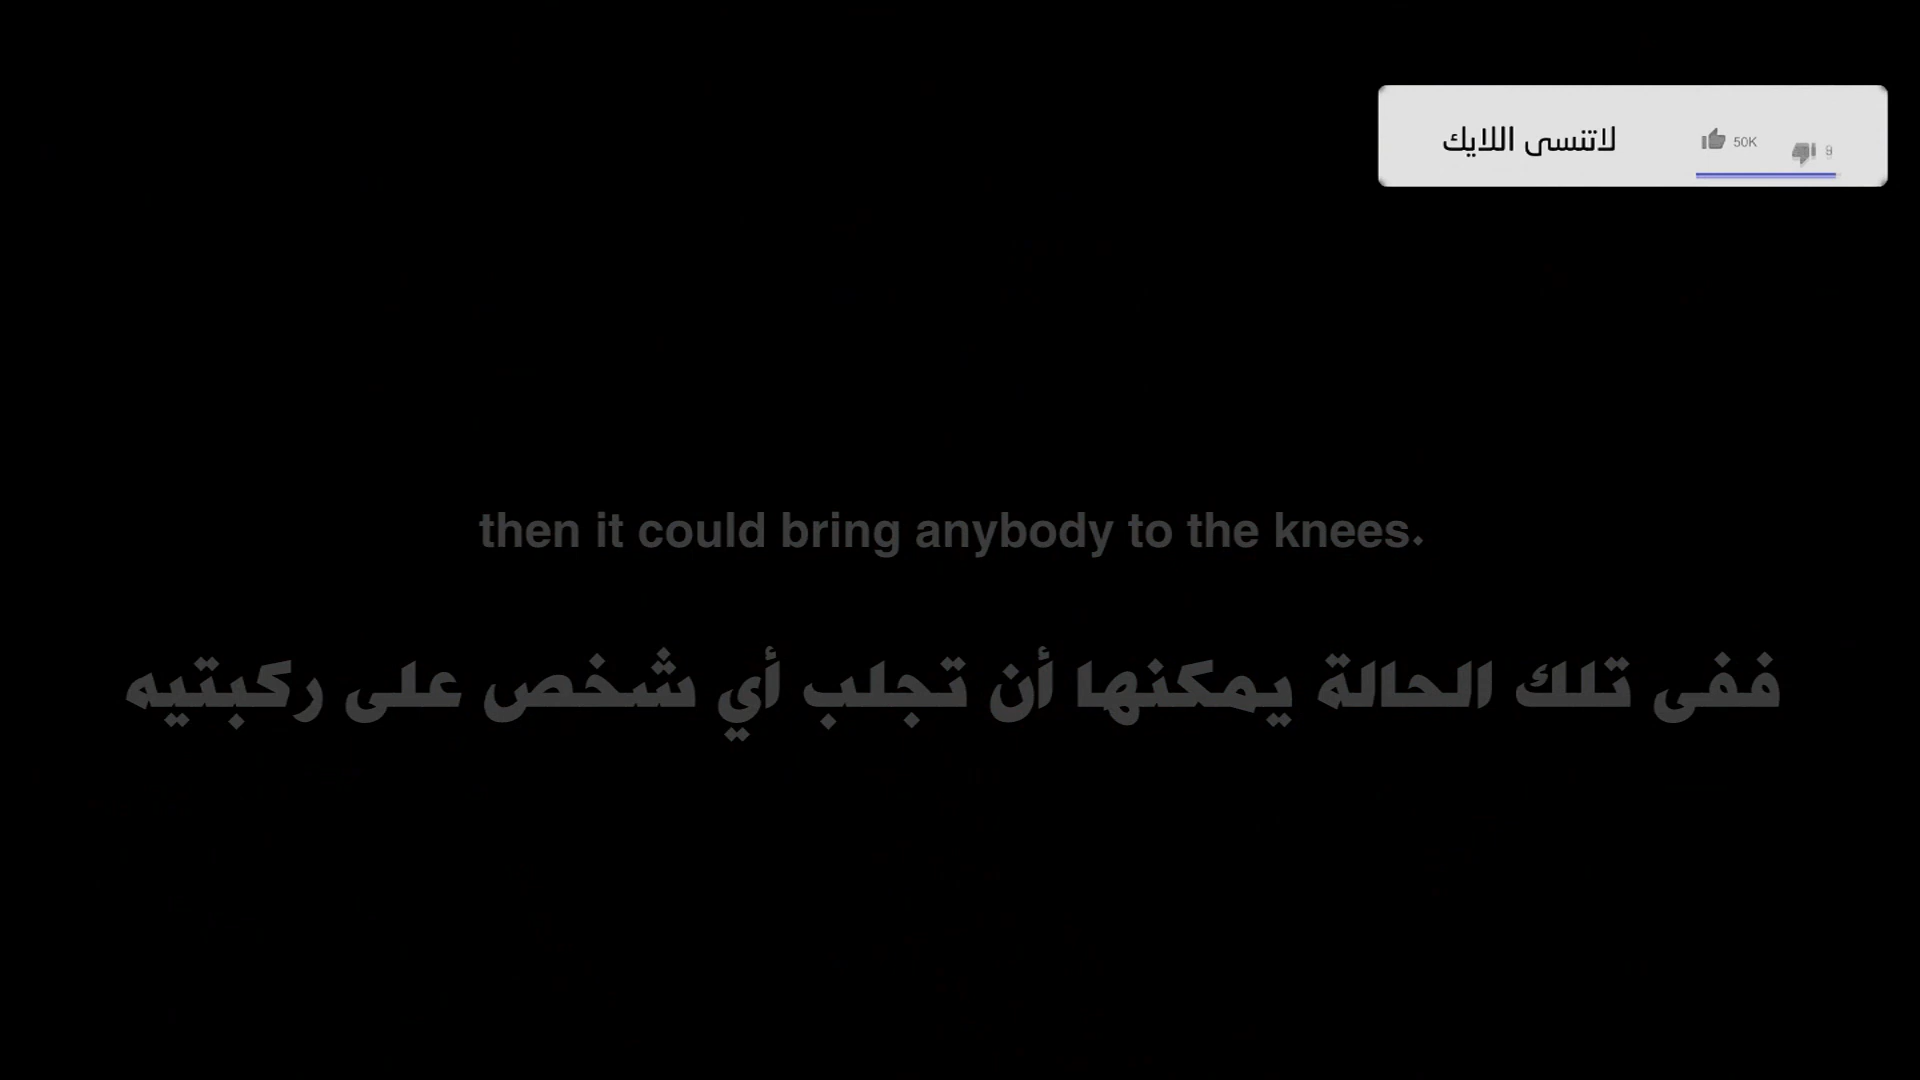 لاتنسى اللايك
50K
9
then it could bring anybody to the knees.
ففى تلك الحالة يمكنها أن تجلب أي شخص على ركبتيه